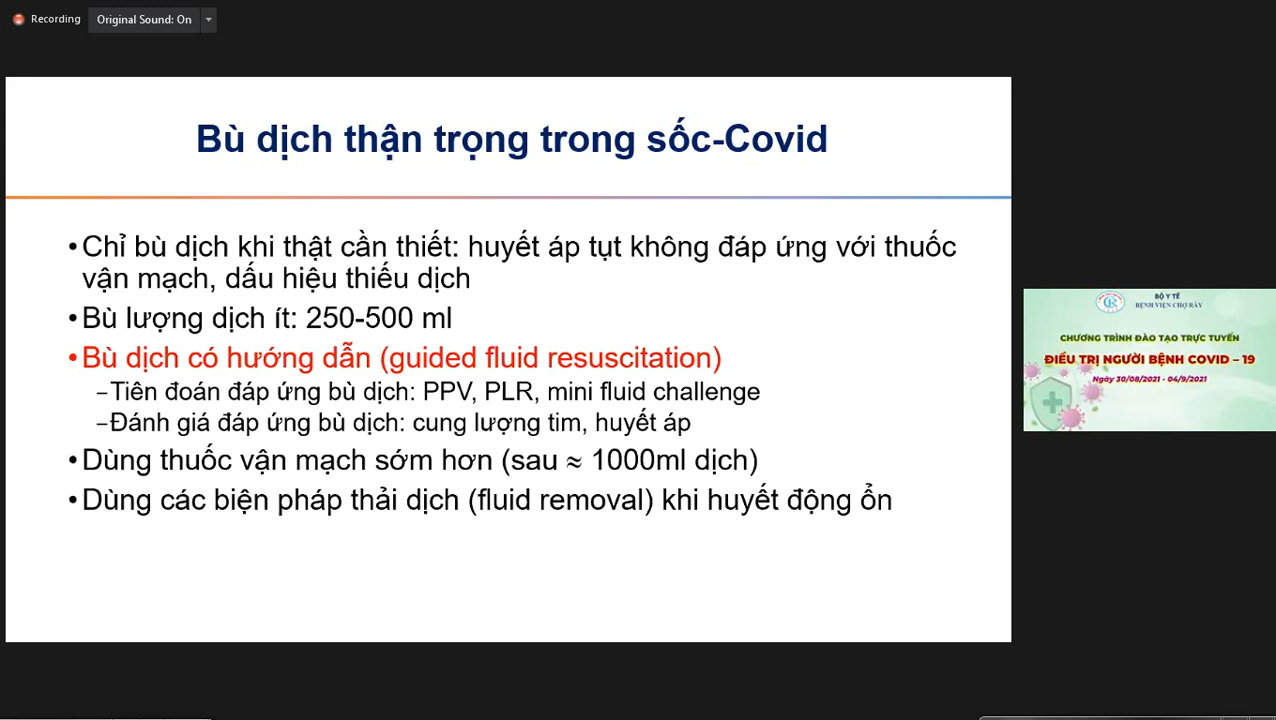 Recording
Original Sound: On
Bù dịch thận trọng trong sốc-Covid
•Chỉ bù dịch khi thật cần thiết: huyết áp tụt không đáp ứng với thuốc
vận mạch, dấu hiệu thiếu dịch
•Bù lượng dịch ít: 250-500 ml
•Bù dịch có hướng dẫn (guided fluid resuscitation)
–Tiên đoán đáp ứng bù dịch: PPV, PLR, mini fluid challenge
–Đánh giá đáp ứng bù dịch: cung lượng tim, huyết áp
•Dùng thuốc vận mạch sớm hơn (sau ≈ 1000ml dịch)
•Dùng các biện pháp thải dịch (fluid removal) khi huyết động ổn
BỘ Y TẾ
BỆNH VIỆN CHỢ RẪY
CHƯƠNG TRÌNH ĐÀO TẠO TRỰC TUYẾN
ĐIỀU TRỊ NGƯỜI BỆNH COVID – 19
Ngày 30/08/2021 - 04/9/2021